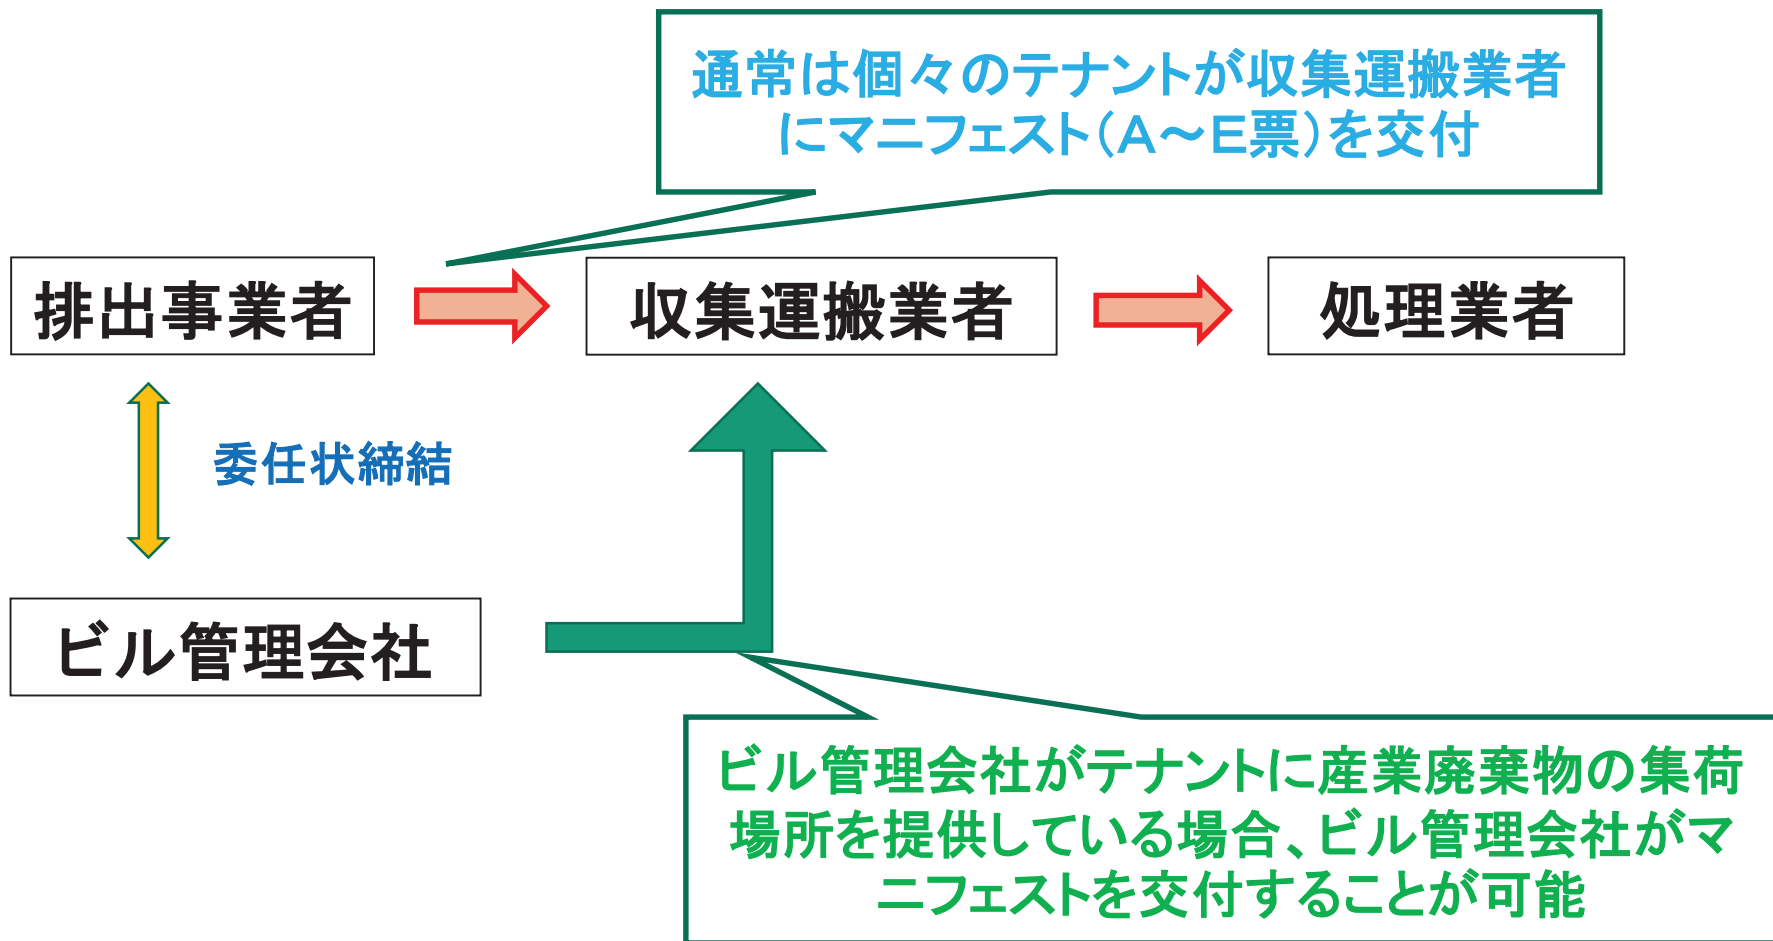 通常は個々のテナントが収集運搬業者
にマニフェスト（A～E票）を交付
排出事業者
収集運搬業者
処理業者
委任状締結
ビル管理会社
ビル管理会社がテナントに産業廃棄物の集荷
場所を提供している場合、ビル管理会社がマ
ニフェストを交付することが可能